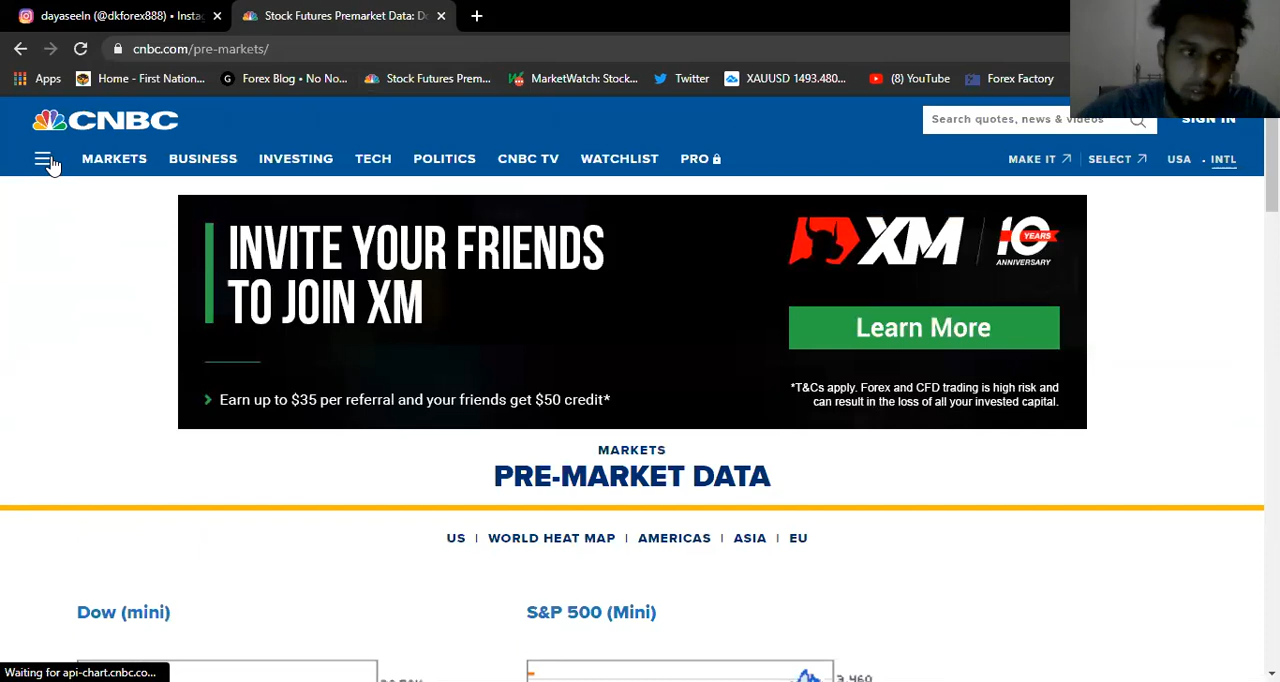 dayaseeln (@dkforex888) • Insta
Stock Futures Premarket Data: Do
cnbc.com/pre-markets/
Apps
Home - First Nation...
Forex Blog • No No...
Stock Futures Prem...
MarketWatch: Stock...
Twitter
XAUUSD 1493.480...
(8) YouTube
Forex Factory
CNBC
Search quotes, news & videos
SIGN IN
MARKETS
BUSINESS
INVESTING
TECH
POLITICS
CNBC TV
WATCHLIST
PRO
MAKE IT
SELECT
USA
INTL
INVITE YOUR FRIENDS
TO JOIN XM
XM
10
YEARS
ANNIVERSARY
Learn More
Earn up to $35 per referral and your friends get $50 credit*
*T&Cs apply. Forex and CFD trading is high risk and
can result in the loss of all your invested capital.
MARKETS
PRE-MARKET DATA
US | WORLD HEAT MAP | AMERICAS | ASIA | EU
Dow (mini)
S&P 500 (Mini)
3,460
Waiting for api-chart.cnbc.co...